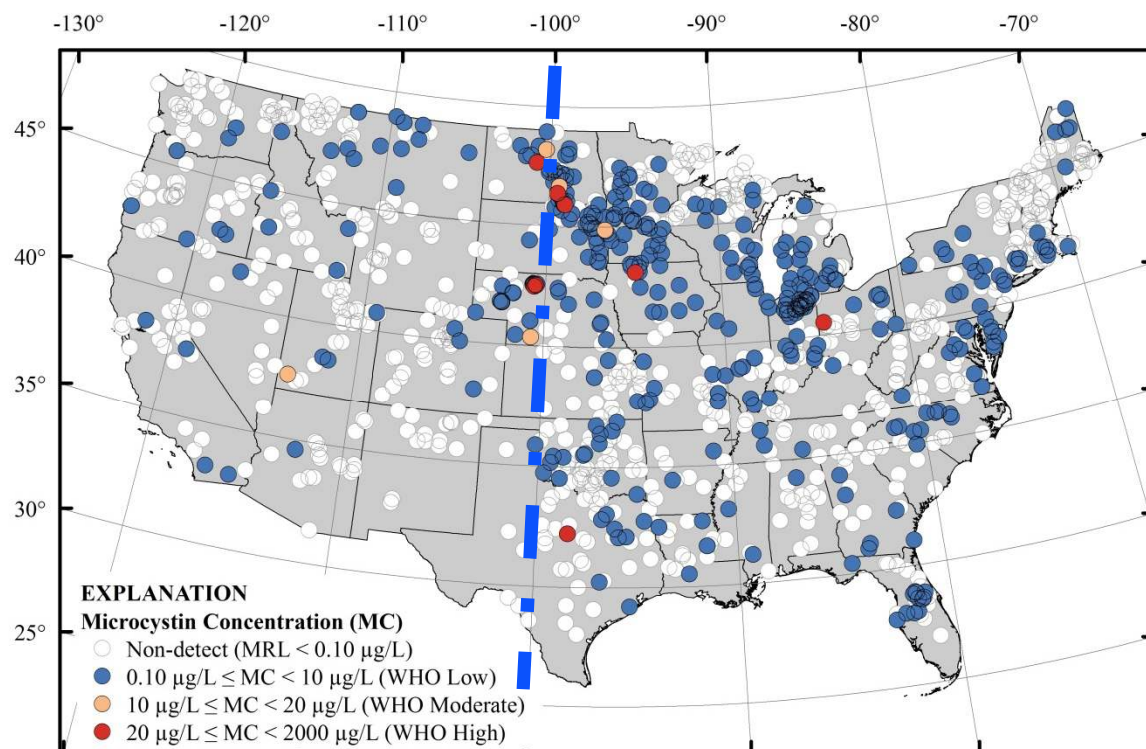 -130° -120° -110° -100° -90° -80° -70°
45°
40°
35°
30°
25°
EXPLANATION
Microcystin Concentration (MC)
Non-detect (MRL < 0.10 µg/L)
0.10 µg/L ≤ MC < 10 µg/L (WHO Low)
10 µg/L ≤ MC < 20 µg/L (WHO Moderate)
20 µg/L ≤ MC < 2000 µg/L (WHO High)